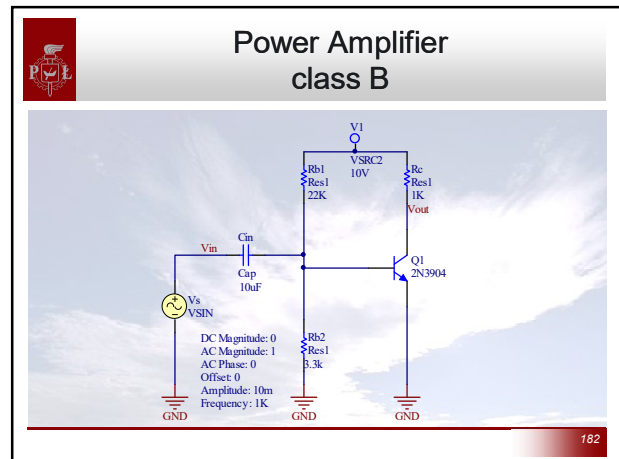 P Ł
Power Amplifier
class B
V1
VSRC2
10V
Rb1
Res1
22K
Rc
Res1
1K
Vout
Cin
Vin
Cap
10uF
Q1
2N3904
Vs
VSIN
Rb2
Res1
3.3k
DC Magnitude: 0
AC Magnitude: 1
AC Phase: 0
Offset: 0
Amplitude: 10m
Frequency: 1K
GND
GND
GND
182